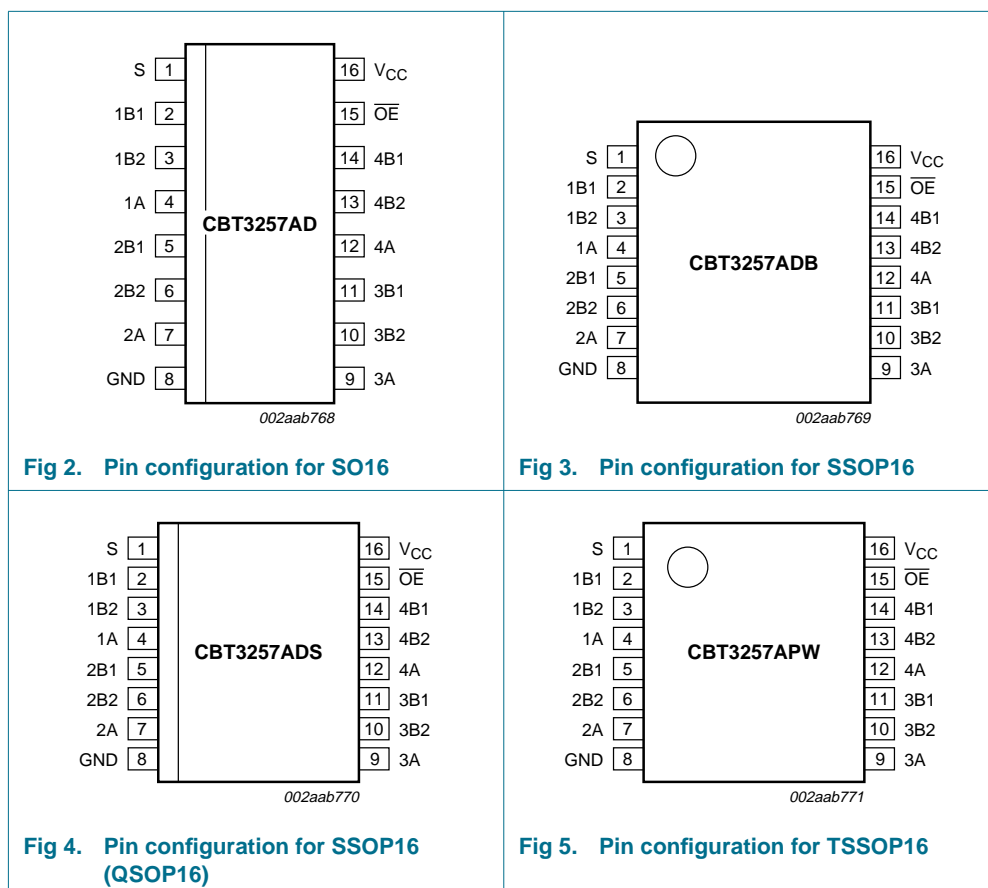 S 1 16 VCC
1B1 2 15 OE
1B2 3 14 4B1
1A 4 13 4B2
CBT3257AD
2B1 5 12 4A
2B2 6 11 3B1
2A 7 10 3B2
GND 8 9 3A
002aab768
Fig 2. Pin configuration for SO16
S 1 16 VCC
1B1 2 15 OE
1B2 3 14 4B1
1A 4 13 4B2
CBT3257ADB
2B1 5 12 4A
2B2 6 11 3B1
2A 7 10 3B2
GND 8 9 3A
002aab769
Fig 3. Pin configuration for SSOP16
S 1 16 VCC
1B1 2 15 OE
1B2 3 14 4B1
1A 4 13 4B2
CBT3257ADS
2B1 5 12 4A
2B2 6 11 3B1
2A 7 10 3B2
GND 8 9 3A
002aab770
Fig 4. Pin configuration for SSOP16
(QSOP16)
S 1 16 VCC
1B1 2 15 OE
1B2 3 14 4B1
1A 4 13 4B2
CBT3257APW
2B1 5 12 4A
2B2 6 11 3B1
2A 7 10 3B2
GND 8 9 3A
002aab771
Fig 5. Pin configuration for TSSOP16